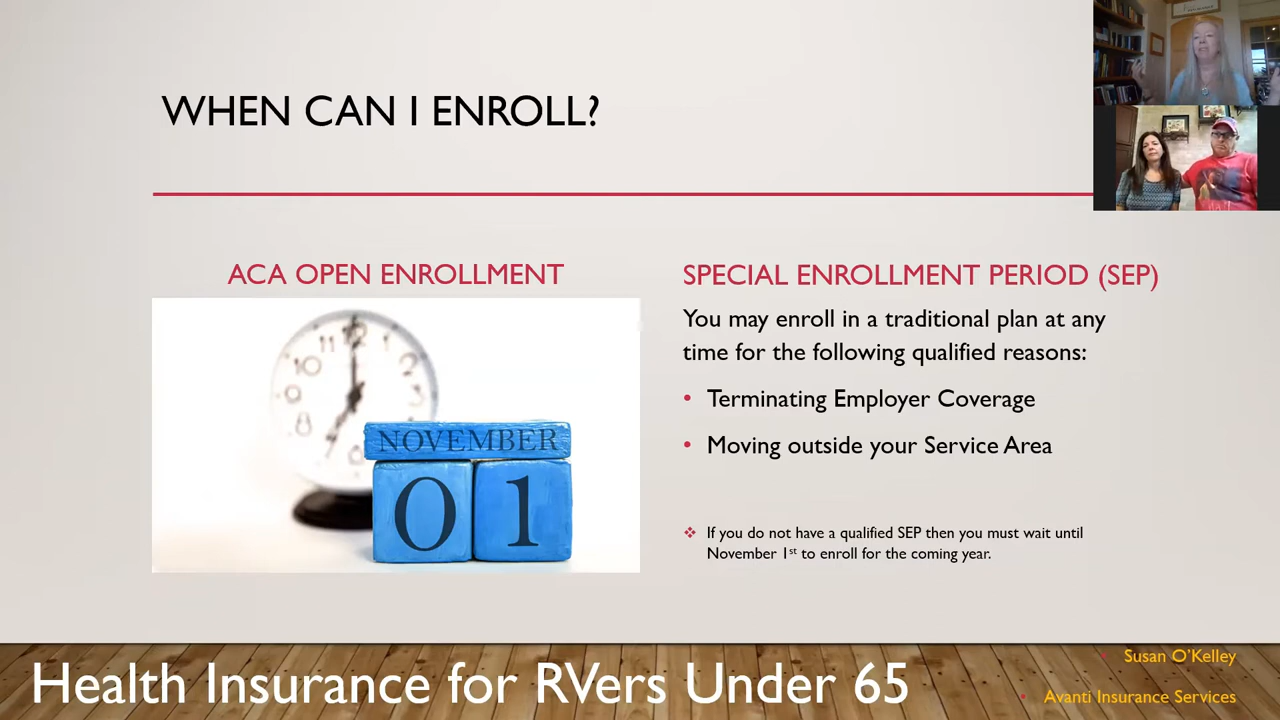 WHEN CAN I ENROLL?
ACA OPEN ENROLLMENT
NOVEMBER
01
SPECIAL ENROLLMENT PERIOD (SEP)
You may enroll in a traditional plan at any
time for the following qualified reasons:
• Terminating Employer Coverage
• Moving outside your Service Area
❖ If you do not have a qualified SEP then you must wait until
November 1st to enroll for the coming year.
Health Insurance for RVers Under 65
• Susan O'Kelley
• Avanti Insurance Services